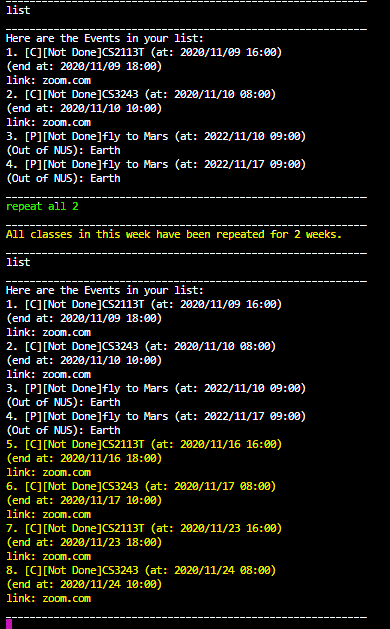 list
Here are the Events in your list:
1. [C][Not Done]CS2113T (at: 2020/11/09 16:00)
(end at: 2020/11/09 18:00)
link: zoom.com
2. [C][Not Done]CS3243 (at: 2020/11/10 08:00)
(end at: 2020/11/10 10:00)
link: zoom.com
3. [P][Not Done]fly to Mars (at: 2022/11/10 09:00)
(Out of NUS): Earth
4. [P][Not Done]fly to Mars (at: 2022/11/17 09:00)
(Out of NUS): Earth
repeat all 2
All classes in this week have been repeated for 2 weeks.
list
Here are the Events in your list:
1. [C][Not Done]CS2113T (at: 2020/11/09 16:00)
(end at: 2020/11/09 18:00)
link: zoom.com
2. [C][Not Done]CS3243 (at: 2020/11/10 08:00)
(end at: 2020/11/10 10:00)
link: zoom.com
3. [P][Not Done]fly to Mars (at: 2022/11/10 09:00)
(Out of NUS): Earth
4. [P][Not Done]fly to Mars (at: 2022/11/17 09:00)
(Out of NUS): Earth
5. [C][Not Done]CS2113T (at: 2020/11/16 16:00)
(end at: 2020/11/16 18:00)
link: zoom.com
6. [C][Not Done]CS3243 (at: 2020/11/17 08:00)
(end at: 2020/11/17 10:00)
link: zoom.com
7. [C][Not Done]CS2113T (at: 2020/11/23 16:00)
(end at: 2020/11/23 18:00)
link: zoom.com
8. [C][Not Done]CS3243 (at: 2020/11/24 08:00)
(end at: 2020/11/24 10:00)
link: zoom.com